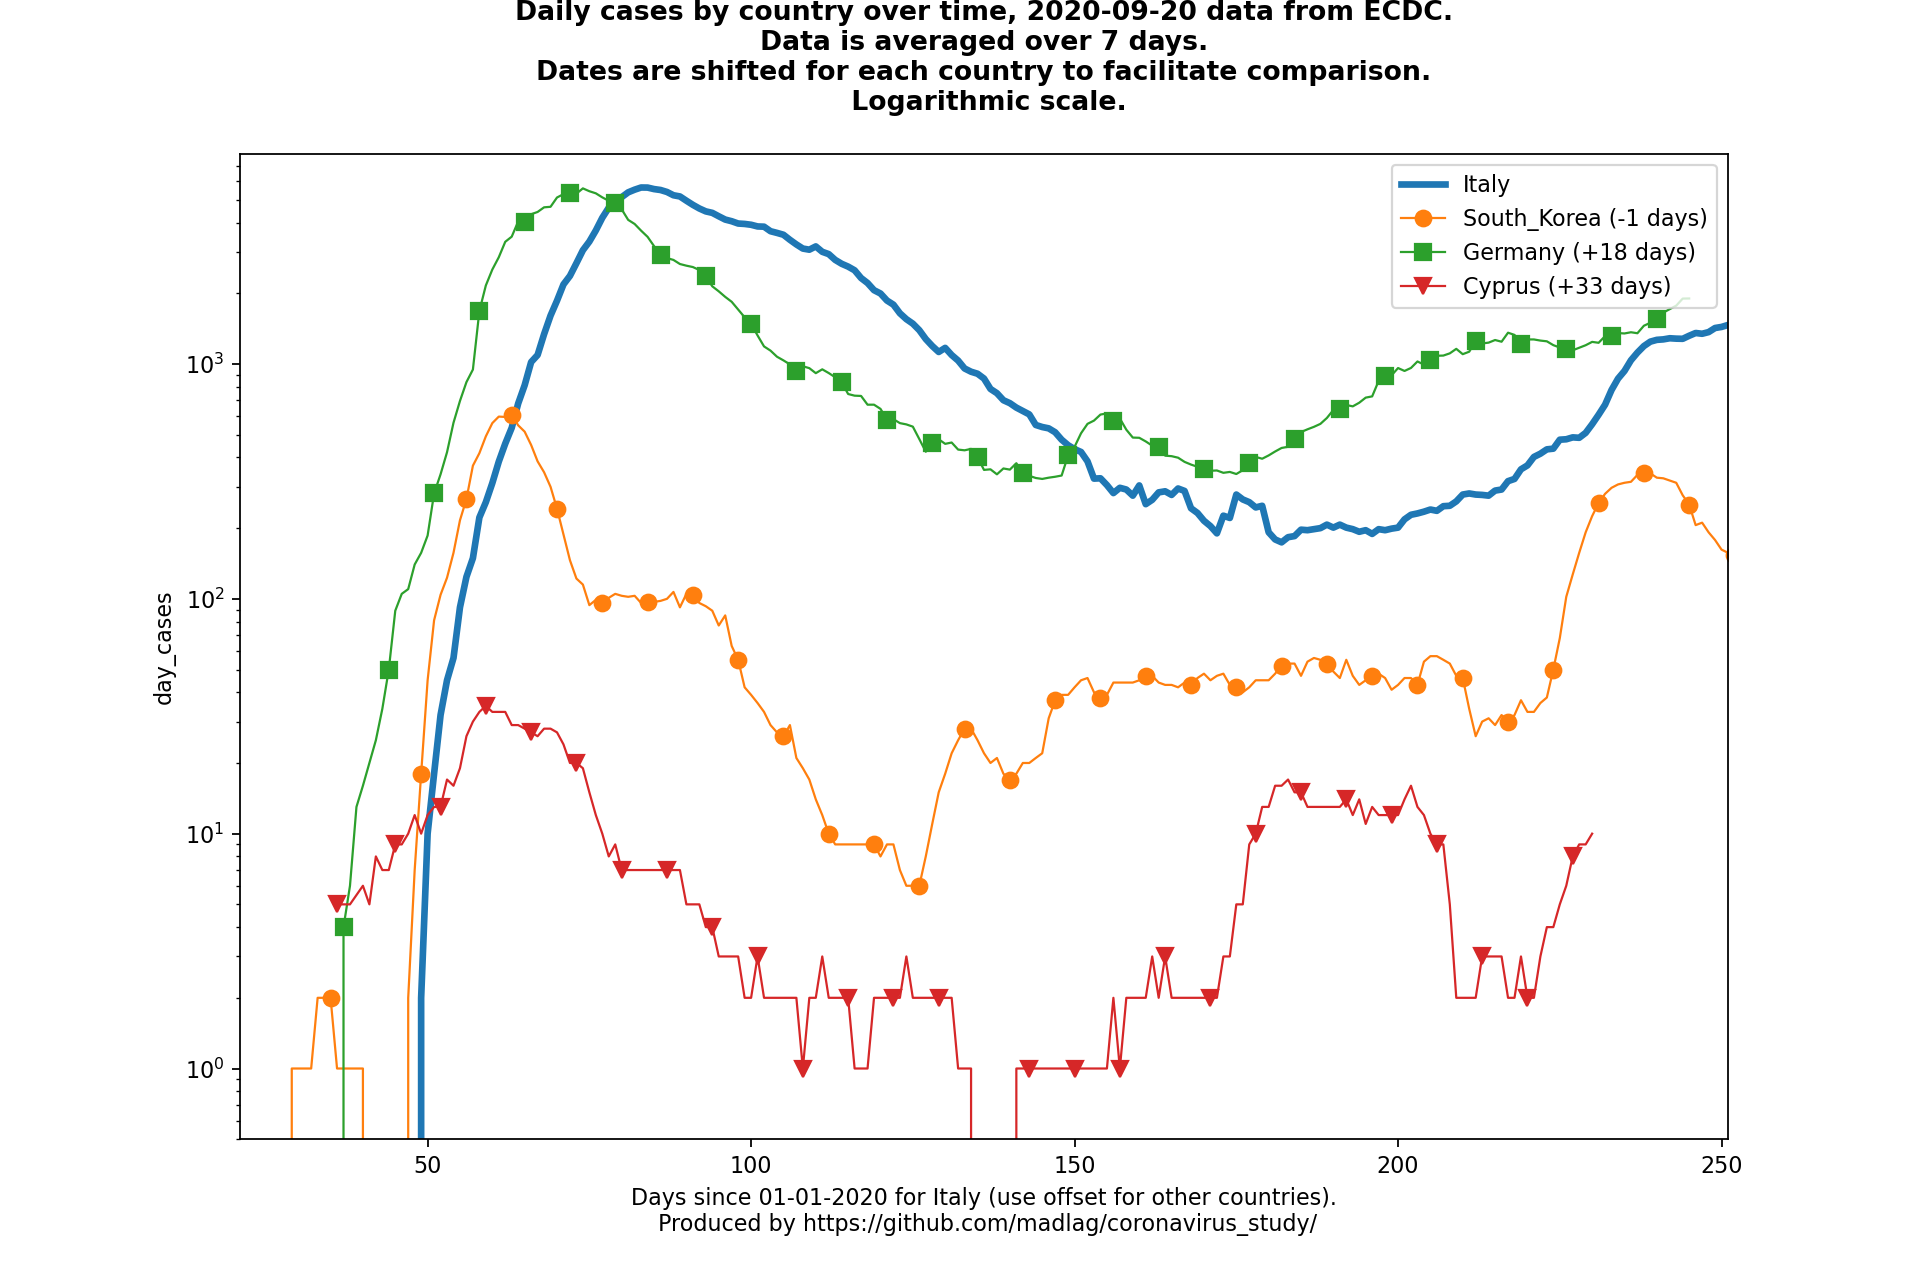 Daily cases by country over time, 2020-09-20 data from ECDC.
Data is averaged over 7 days.
Dates are shifted for each country to facilitate comparison.
Logarithmic scale.
Italy
South_Korea (-1 days)
Germany (+18 days)
Cyprus (+33 days)
day_cases
10³
10²
10¹
10⁰
50 100 150 200 250
Days since 01-01-2020 for Italy (use offset for other countries).
Produced by https://github.com/madlag/coronavirus_study/